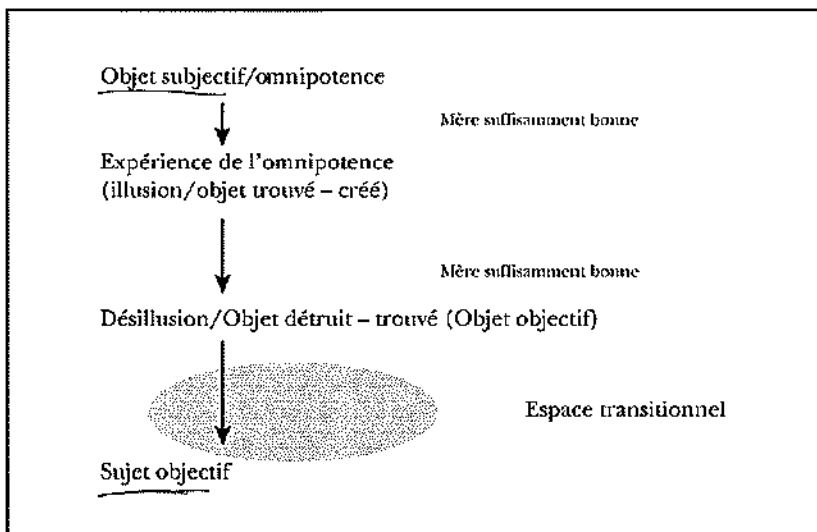 Objet subjectif/omnipotence
Mère suffisamment bonne
Expérience de l'omnipotence
(illusion/objet trouvé – créé)
Mère suffisamment bonne
Désillusion/Objet détruit – trouvé (Objet objectif)
Espace transitionnel
Sujet objectif